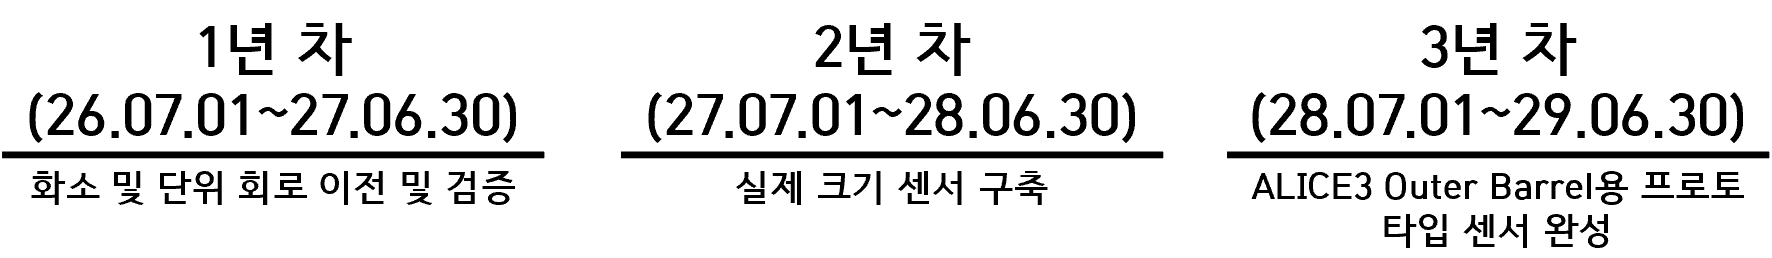 1년 차
(26.07.01~27.06.30)
화소 및 단위 회로 이전 및 검증
2년 차
(27.07.01~28.06.30)
실제 크기 센서 구축
3년 차
(28.07.01~29.06.30)
ALICE3 Outer Barrel용 프로토
타입 센서 완성